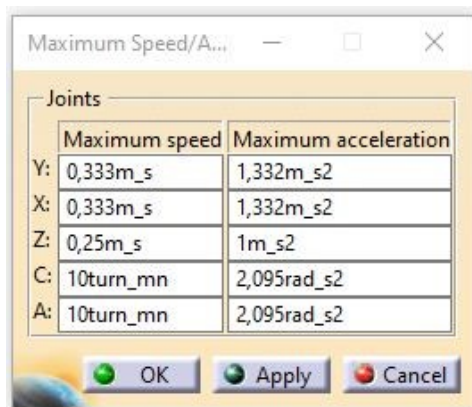 Maximum Speed/A...
Joints
Maximum speed Maximum acceleration
Y: 0,333m_s 1,332m_s2
X: 0,333m_s 1,332m_s2
Z: 0,25m_s 1m_s2
C: 10turn_mn 2,095rad_s2
A: 10turn_mn 2,095rad_s2
OK Apply Cancel